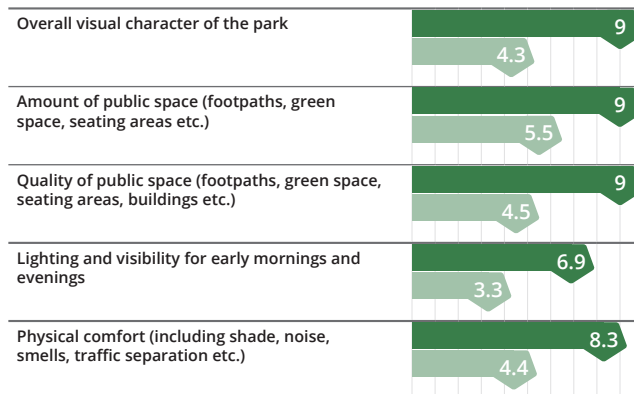 Overall visual character of the park
9
4.3
Amount of public space (footpaths, green
space, seating areas etc.)
9
5.5
Quality of public space (footpaths, green space,
seating areas, buildings etc.)
9
4.5
Lighting and visibility for early mornings and
evenings
6.9
3.3
Physical comfort (including shade, noise,
smells, traffic separation etc.)
8.3
4.4